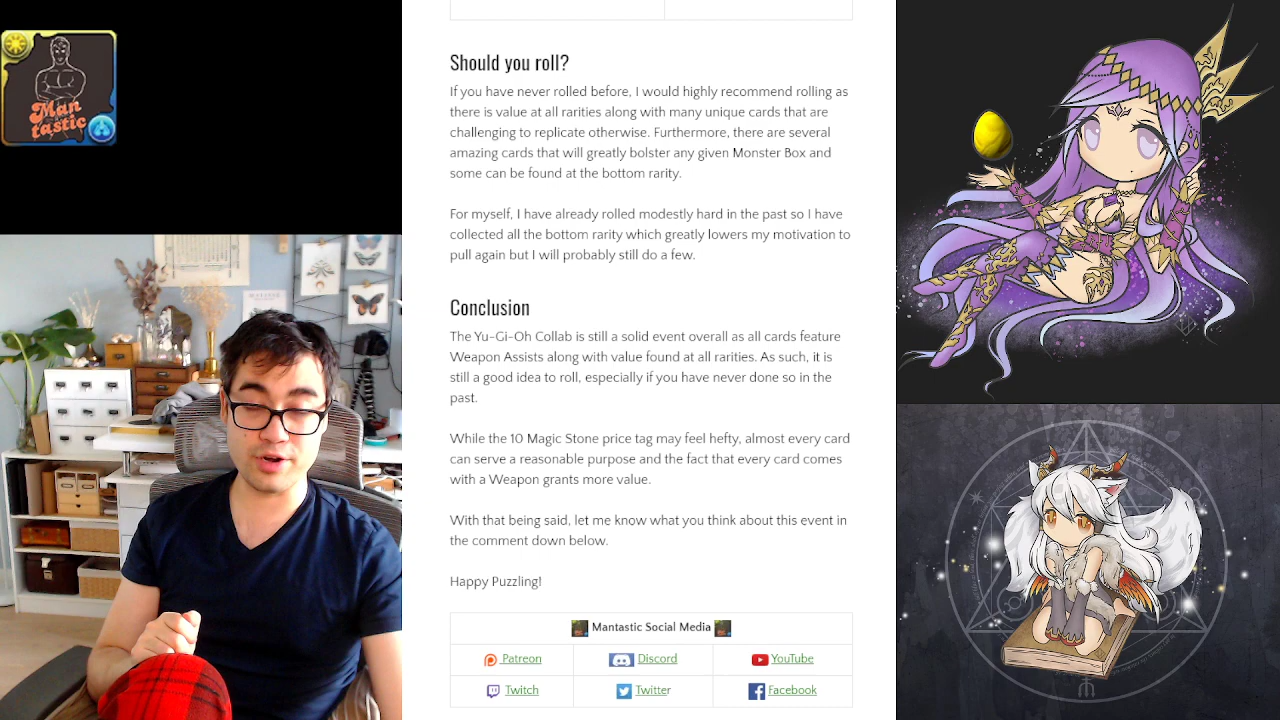 Man
tastic
Should you roll?
If you have never rolled before, I would highly recommend rolling as
there is value at all rarities along with many unique cards that are
challenging to replicate otherwise. Furthermore, there are several
amazing cards that will greatly bolster any given Monster Box and
some can be found at the bottom rarity.
For myself, I have already rolled modestly hard in the past so I have
collected all the bottom rarity which greatly lowers my motivation to
pull again but I will probably still do a few.
Conclusion
The Yu-Gi-Oh Collab is still a solid event overall as all cards feature
Weapon Assists along with value found at all rarities. As such, it is
still a good idea to roll, especially if you have never done so in the
past.
While the 10 Magic Stone price tag may feel hefty, almost every card
can serve a reasonable purpose and the fact that every card comes
with a Weapon grants more value.
With that being said, let me know what you think about this event in
the comment down below.
Happy Puzzling!
Mantastic Social Media
Patreon Discord YouTube
Twitch Twitter Facebook